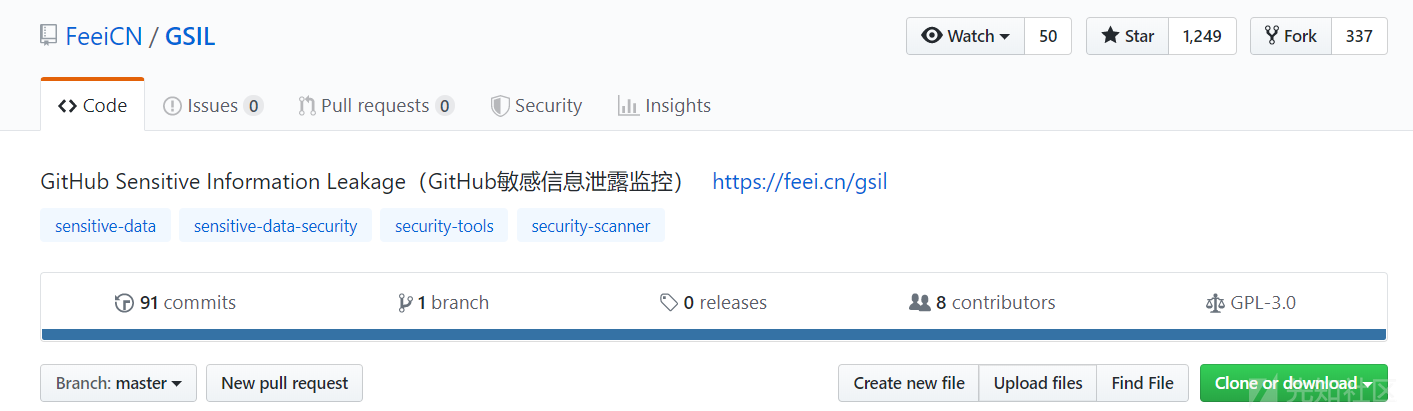 FeeiCN / GSIL Watch 50 Star 1,249 Fork 337
Code Issues 0 Pull requests 0 Security Insights
GitHub Sensitive Information Leakage（GitHub敏感信息泄露监控） https://feei.cn/gsil
sensitive-data sensitive-data-security security-tools security-scanner
91 commits 1 branch 0 releases 8 contributors GPL-3.0
Branch: master New pull request Create new file Upload files Find File Clone or download
先知社区